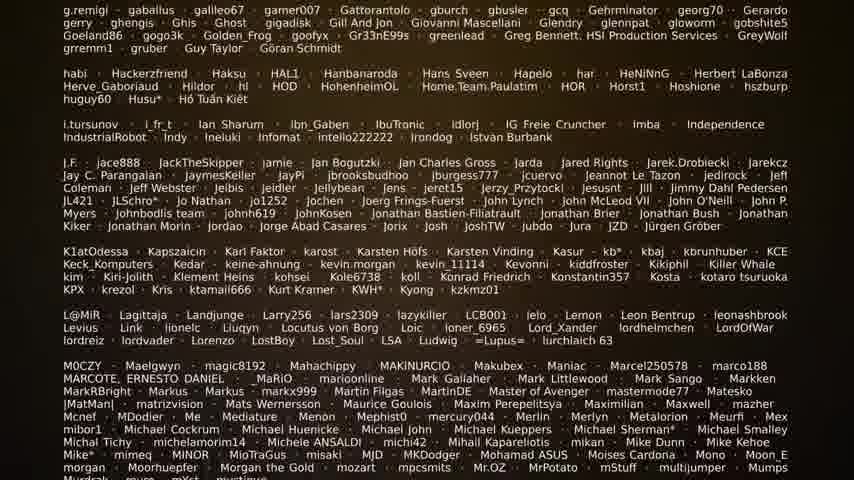 g.remigi · gaballus · galileo67 · gamer007 · Gattorantolo · gburch · gbusler · gcq · Gehrminator · georg70 · Gerardo
gerry · ghengis · Ghis · Ghost · gigadisk · Gill And Jon · Giovanni Mascellani · Glendry · glennpat · gloworm · gobshite5
Goeland86 · gogo3k · Golden_Frog · goofyx · Gr33nE99s · greenlead · Greg Bennett, HSI Production Services · GreyWolf
grremm1 · gruber · Guy Taylor · Göran Schmidt
habi · Hackerzfriend · Haksu · HAL1 · Hanbanaroda · Hans Sveen · Hapelo · har · HeNiNnG · Herbert LaBonza
Herve_Gaboriaud · Hildor · hl · HOD · HohenheimOL · Home.Team.Paulatim · HOR · Horst1 · Hoshione · hszburp
huguy60 · Husu* · Hồ Tuấn Kiệt
i.tursunov · i_fr_t · Ian Sharum · Ibn_Gaben · IbuTronic · idlorj · IG Freie Cruncher · Imba · Independence
IndustrialRobot · Indy · Ineluki · Infomat · intello222222 · Irondog · Istvan Burbank
J.F. · jace888 · JackTheSkipper · jamie · Jan Bogutzki · Jan Charles Gross · Jarda · Jared Rights · Jarek.Drobiecki · Jarekcz
Jay C. Parangalan · JaymesKeller · JayPi · jbrooksbudhoo · jburgess777 · jcuervo · Jeannot Le Tazon · jedirock · Jeff
Coleman · Jeff Webster · Jeibis · jeidler · Jellybean · Jens · jeret15 · Jerzy_Przytocki · jesusnt · Jill · Jimmy Dahl Pedersen
JL421 · JLSchro* · Jo Nathan · jo1252 · Jochen · Joerg Frings-Fuerst · John Lynch · John McLeod VII · John O'Neill · John P.
Myers · Johnbodlis team · johnh619 · JohnKosen · Jonathan Bastien-Filiatrault · Jonathan Brier · Jonathan Bush · Jonathan
Kiker · Jonathan Morin · Jordao · Jorge Abad Casares · Jorix · Josh · JoshTW · Jubdo · Jura · JZD · Jürgen Gröber
K1atOdessa · Kapszaicin · Karl Faktor · karost · Karsten Höfs · Karsten Vinding · Kasur · kb* · kbaj · kbrunhuber · KCE
Keck_Komputers · Kedar · keine-ahnung · kevin.morgan · kevin_11114 · Kevonni · kiddfroster · Kikiphil · Killer Whale
kim · Kiri-Jolith · Klement Heins · kohsei · Kole6738 · koll · Konrad Friedrich · Konstantin357 · Kosta · kotaro tsuruoka
KPX · krezol · Kris · ktamail666 · Kurt Kramer · KWH* · Kyong · kzkmz01
L@MiR · Lagittaja · Landjunge · Larry256 · lars2309 · lazykiller · LCB001 · lelo · Lemon · Leon Bentrup · leonashbrook
Levius · Link · lionelc · Liuqyn · Locutus von Borg · Loic · loner_6965 · Lord_Xander · lordhelmchen · LordOfWar
lordreiz · lordvader · Lorenzo · LostBoy · Lost_Soul · LSA · Ludwig · =Lupus= · lurchlaich 63
M0CZY · Maelgwyn · magic8192 · Mahachippy · MAKINURCIO · Makubex · Maniac · Marcel250578 · marco188
MARCOTE, ERNESTO DANIEL · _MaRiO · marioonline · Mark Gallaher · Mark Littlewood · Mark Sango · Markken
MarkRBright · Markus · Markus · markx999 · Martin Filgas · MartinDE · Master of Avenger · mastermode77 · Matesko
|MatMan| · matrizvision · Mats Wernersson · Maurice Goulois · Maxim Perepelitsya · Maximilian · Maxwell · mazher
Mcnef · MDodier · Me · Mediature · Menon · Mephist0 · mercury044 · Merlin · Merlyn · Metalorion · Meurfi · Mex
mibor1 · Michael Cockrum · Michael Huenicke · Michael John · Michael Kueppers · Michael Sherman* · Michael Smalley
Michal Tichy · michelamorim14 · Michele ANSALDI · michi42 · Mihail Kapareliotis · mikan · Mike Dunn · Mike Kehoe
Mike* · mimeq · MINOR · MioTraGus · misaki · MJD · MKDodger · Mohamad ASUS · Moises Cardona · Mono · Moon_E
morgan · Moorhuepfer · Morgan the Gold · mozart · mpcsmits · Mr.OZ · MrPotato · mStuff · multijumper · Mumps